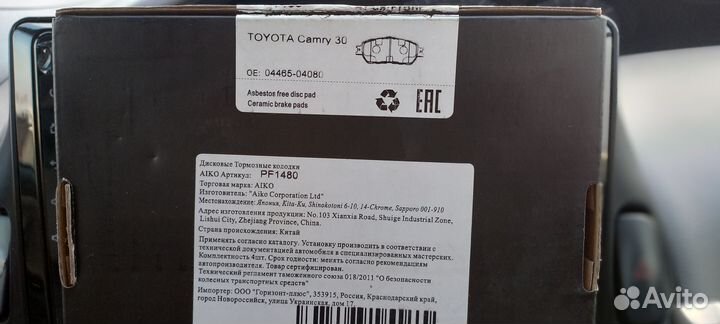 TOYOTA Camry 30
OE: 04465-04080
Asbestos free disc pad
Ceramic brake pads
EAC
Дисковые Тормозные колодки
AIKO Артикул: PF1480
Торговая марка: AIKO
Изготовитель: "Aiko Corporation Ltd"
Местонахождение: Япония, Kita-Ku, Shinokotoni 6-10, 14-Chrome, Sapporo 001-910
Адрес изготовления продукции: No.103 Xianxia Road, Shuige Industrial Zone,
Lishui City, Zhejiang Province, China.
Страна происхождения: Китай
Применять согласно каталогу. Установку производить в соответствии с
технической документацией автомобиля в специализированных мастерских.
Комплектность 4шт. Срок годности: менять согласно рекомендациям
автопроизводителя. Товар сертифицирован.
Технический регламент таможенного союза 018/2011 "О безопасности
колесных транспортных средств"
Импортер: ООО "Горизонт-плюс", 353915, Россия, Краснодарский край,
город Новороссийск, улица Украинская, дом 17
Avito